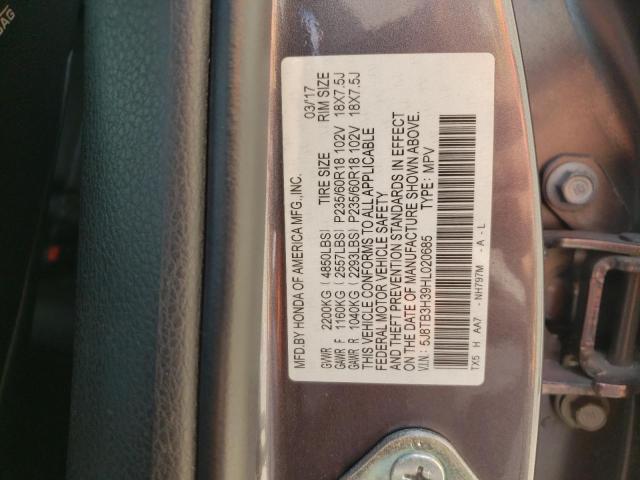 MFD.BY HONDA OF AMERICA MFG.,INC. 03/17
TIRE SIZE RIM SIZE
GVWR 2200KG ( 4850LBS)
GAWR F 1160KG ( 2557LBS) P235/60R18 102V 18X7.5J
GAWR R 1040KG ( 2293LBS) P235/60R18 102V 18X7.5J
THIS VEHICLE CONFORMS TO ALL APPLICABLE
FEDERAL MOTOR VEHICLE SAFETY
AND THEFT PREVENTION STANDARDS IN EFFECT
ON THE DATE OF MANUFACTURE SHOWN ABOVE.
V.I.N : 5J8TB3H39HL020685 TYPE: MPV
TX5 H AA7 - NH797M - A - L